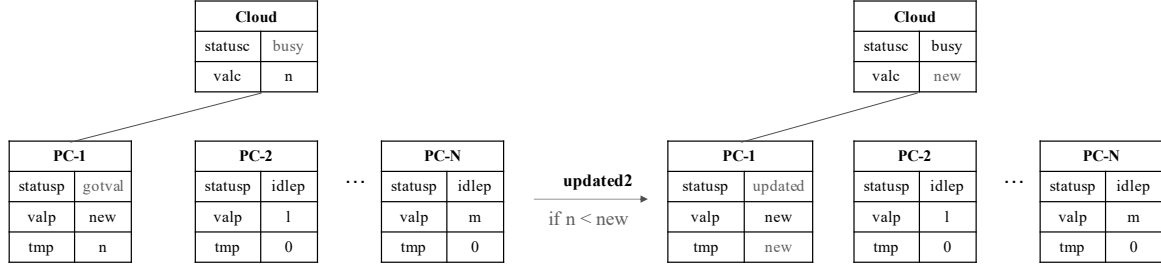 Cloud
statusc busy
valc n
Cloud
statusc busy
valc new
PC-1
statusp gotval
valp new
tmp n
PC-2
statusp idlep
valp l
tmp 0
...
PC-N
statusp idlep
valp m
tmp 0
updated2
if n < new
PC-1
statusp updated
valp new
tmp new
PC-2
statusp idlep
valp l
tmp 0
...
PC-N
statusp idlep
valp m
tmp 0